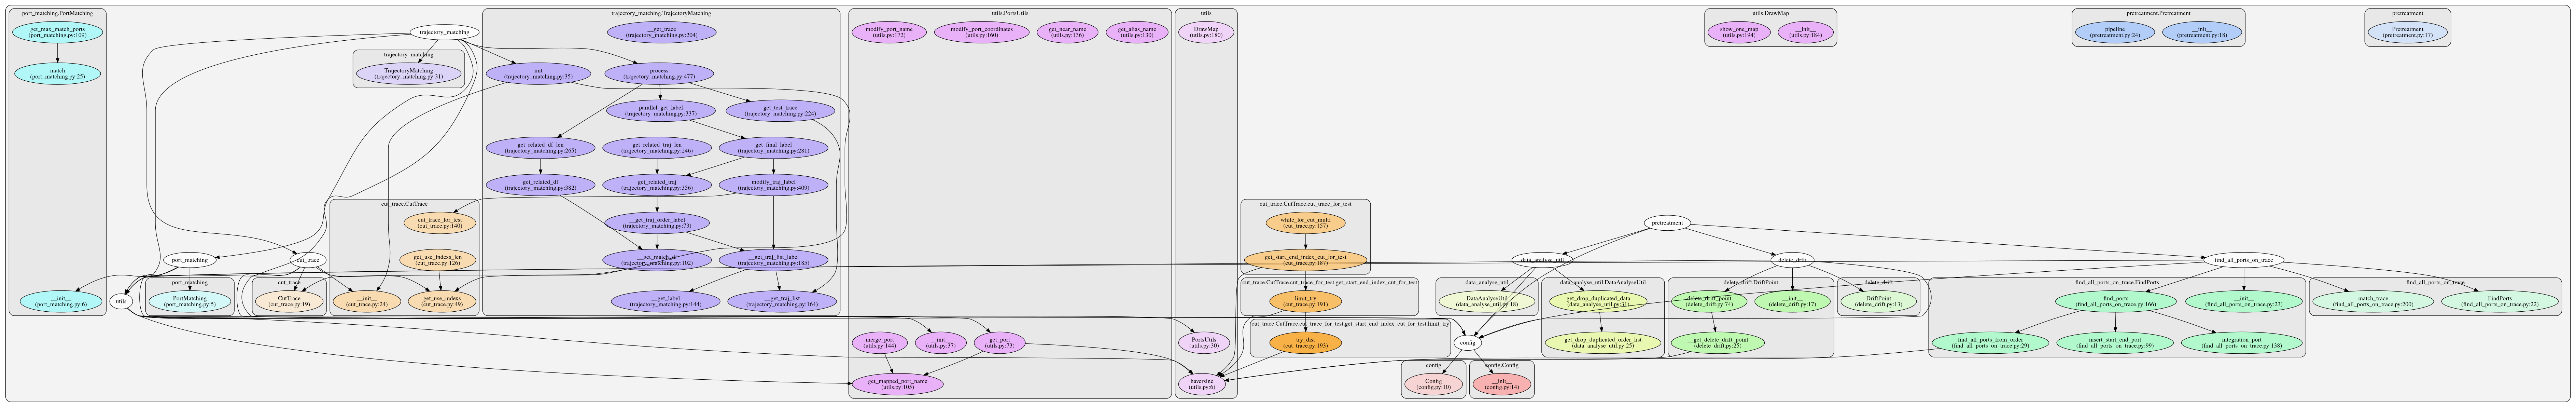 port_matching.PortMatching
get_max_match_ports
(port_matching.py:109)
match
(port_matching.py:25)
__init__
(port_matching.py:6)
trajectory_matching
trajectory_matching
TrajectoryMatching
(trajectory_matching.py:31)
trajectory_matching.TrajectoryMatching
__get_trace
(trajectory_matching.py:204)
__init__
(trajectory_matching.py:35)
process
(trajectory_matching.py:477)
parallel_get_label
(trajectory_matching.py:337)
get_test_trace
(trajectory_matching.py:224)
get_related_df_len
(trajectory_matching.py:265)
get_related_traj_len
(trajectory_matching.py:246)
get_final_label
(trajectory_matching.py:281)
get_related_df
(trajectory_matching.py:382)
get_related_traj
(trajectory_matching.py:356)
modify_traj_label
(trajectory_matching.py:409)
__get_traj_order_label
(trajectory_matching.py:73)
__get_match_df
(trajectory_matching.py:102)
__get_traj_list_label
(trajectory_matching.py:185)
__get_label
(trajectory_matching.py:144)
__get_traj_list
(trajectory_matching.py:164)
cut_trace.CutTrace
cut_trace_for_test
(cut_trace.py:140)
get_use_indexs_len
(cut_trace.py:126)
__init__
(cut_trace.py:24)
get_use_indexs
(cut_trace.py:49)
port_matching
port_matching
PortMatching
(port_matching.py:5)
cut_trace
cut_trace
CutTrace
(cut_trace.py:19)
utils
utils.PortsUtils
modify_port_name
(utils.py:172)
modify_port_coordinates
(utils.py:160)
get_near_name
(utils.py:136)
get_alias_name
(utils.py:130)
merge_port
(utils.py:144)
__init__
(utils.py:37)
get_port
(utils.py:73)
get_mapped_port_name
(utils.py:105)
utils
DrawMap
(utils.py:180)
PortsUtils
(utils.py:30)
haversine
(utils.py:6)
cut_trace.CutTrace.cut_trace_for_test
while_for_cut_multi
(cut_trace.py:157)
get_start_end_index_cut_for_test
(cut_trace.py:187)
cut_trace.CutTrace.cut_trace_for_test.get_start_end_index_cut_for_test
limit_try
(cut_trace.py:191)
cut_trace.CutTrace.cut_trace_for_test.get_start_end_index_cut_for_test.limit_try
try_dist
(cut_trace.py:193)
utils.DrawMap
show_one_map
(utils.py:194)
__init__
(utils.py:184)
pretreatment.Pretreatment
pipeline
(pretreatment.py:24)
__init__
(pretreatment.py:18)
pretreatment
Pretreatment
(pretreatment.py:17)
pretreatment
data_analyse_util
delete_drift
find_all_ports_on_trace
data_analyse_util
DataAnalyseUtil
(data_analyse_util.py:18)
data_analyse_util.DataAnalyseUtil
get_drop_duplicated_data
(data_analyse_util.py:31)
get_drop_duplicated_order_list
(data_analyse_util.py:25)
delete_drift.DriftPoint
delete_drift_point
(delete_drift.py:74)
__init__
(delete_drift.py:17)
__get_delete_drift_point
(delete_drift.py:25)
delete_drift
DriftPoint
(delete_drift.py:13)
find_all_ports_on_trace.FindPorts
find_ports
(find_all_ports_on_trace.py:166)
__init__
(find_all_ports_on_trace.py:23)
find_all_ports_from_order
(find_all_ports_on_trace.py:29)
insert_start_end_port
(find_all_ports_on_trace.py:99)
integration_port
(find_all_ports_on_trace.py:138)
find_all_ports_on_trace
match_trace
(find_all_ports_on_trace.py:200)
FindPorts
(find_all_ports_on_trace.py:22)
config
config
Config
(config.py:10)
config.Config
__init__
(config.py:14)